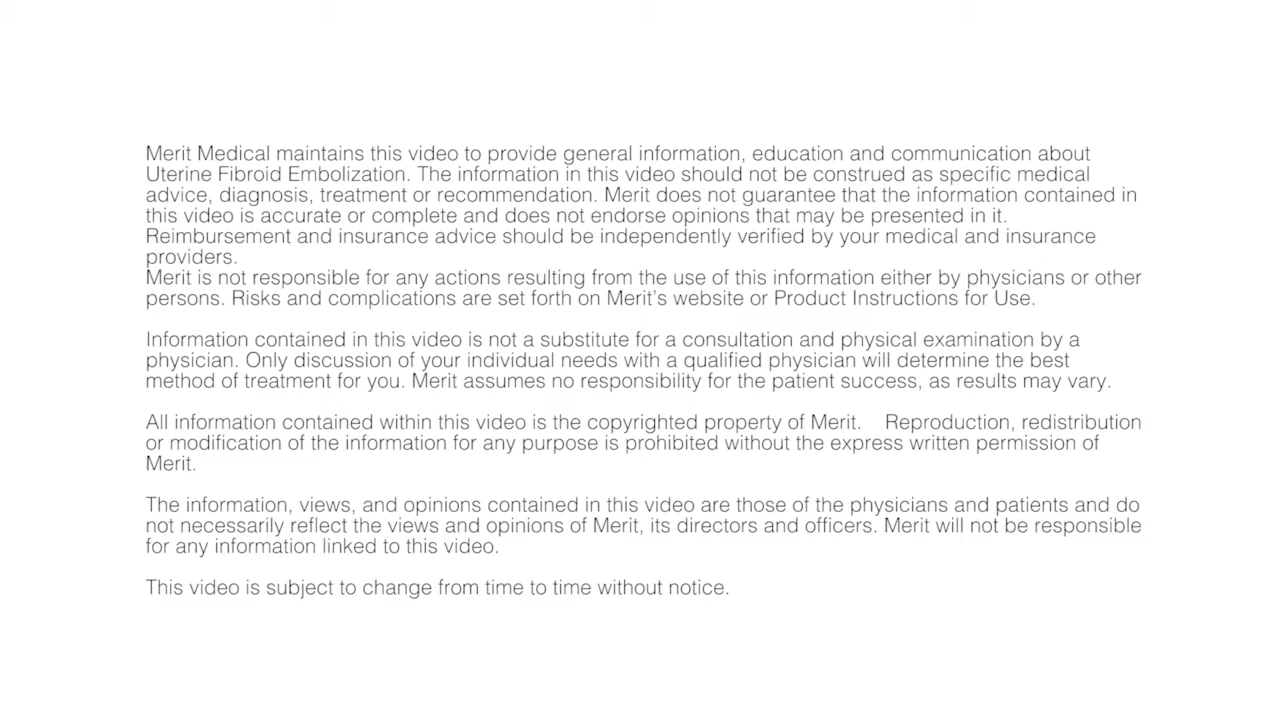 Merit Medical maintains this video to provide general information, education and communication about
Uterine Fibroid Embolization. The information in this video should not be construed as specific medical
advice, diagnosis, treatment or recommendation. Merit does not guarantee that the information contained in
this video is accurate or complete and does not endorse opinions that may be presented in it.
Reimbursement and insurance advice should be independently verified by your medical and insurance
providers.
Merit is not responsible for any actions resulting from the use of this information either by physicians or other
persons. Risks and complications are set forth on Merit's website or Product Instructions for Use.
Information contained in this video is not a substitute for a consultation and physical examination by a
physician. Only discussion of your individual needs with a qualified physician will determine the best
method of treatment for you. Merit assumes no responsibility for the patient success, as results may vary.
All information contained within this video is the copyrighted property of Merit. Reproduction, redistribution
or modification of the information for any purpose is prohibited without the express written permission of
Merit.
The information, views, and opinions contained in this video are those of the physicians and patients and do
not necessarily reflect the views and opinions of Merit, its directors and officers. Merit will not be responsible
for any information linked to this video.
This video is subject to change from time to time without notice.